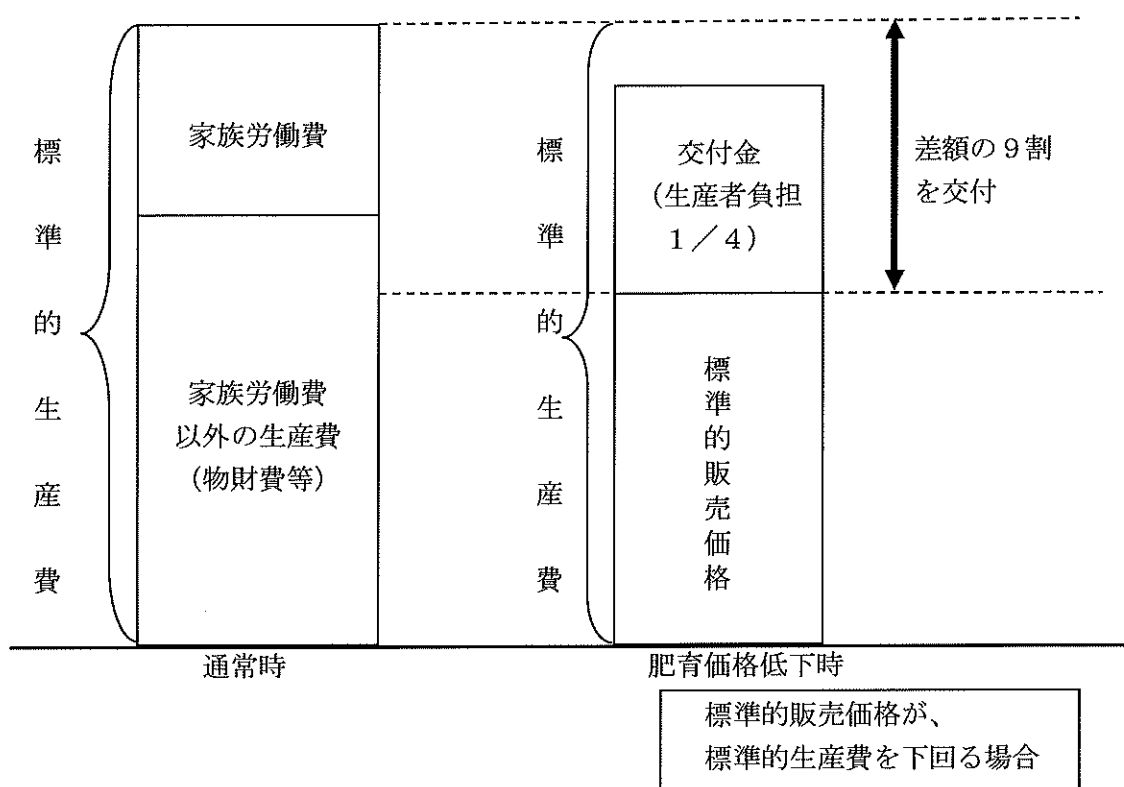 標準的生産費
家族労働費
家族労働費
以外の生産費
（物財費等）
標準的生産費
交付金
（生産者負担
１／４）
標準的販売価格
差額の９割
を交付
通常時
肥育価格低下時
標準的販売価格が、
標準的生産費を下回る場合